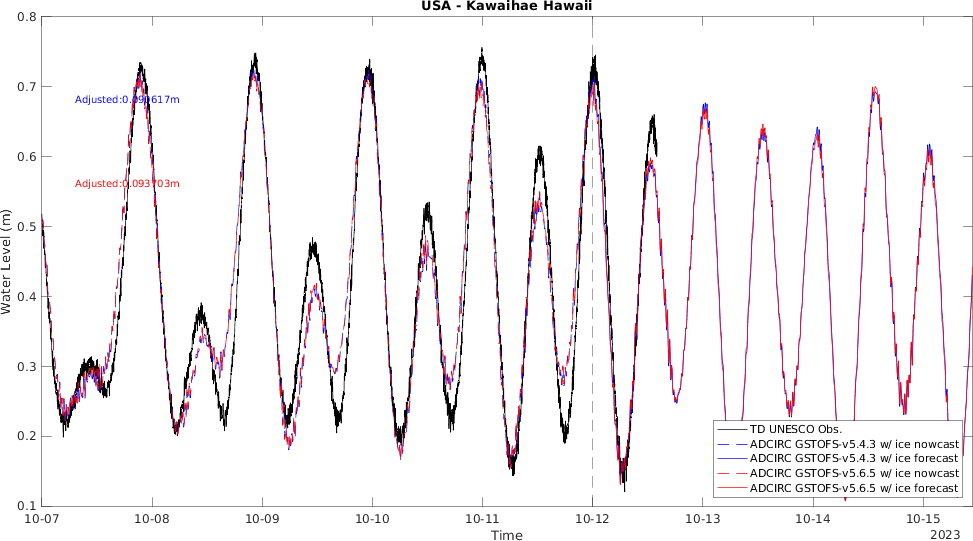 USA - Kawaihae Hawaii
0.8
0.7
Adjusted:0.092617m
0.6
Adjusted:0.093703m
0.5
Water Level (m)
0.4
0.3
0.2
0.1
TD UNESCO Obs.
ADCIRC GSTOFS-v5.4.3 w/ ice nowcast
ADCIRC GSTOFS-v5.4.3 w/ ice forecast
ADCIRC GSTOFS-v5.6.5 w/ ice nowcast
ADCIRC GSTOFS-v5.6.5 w/ ice forecast
10-07 10-08 10-09 10-10 10-11 10-12 10-13 10-14 10-15
Time
2023